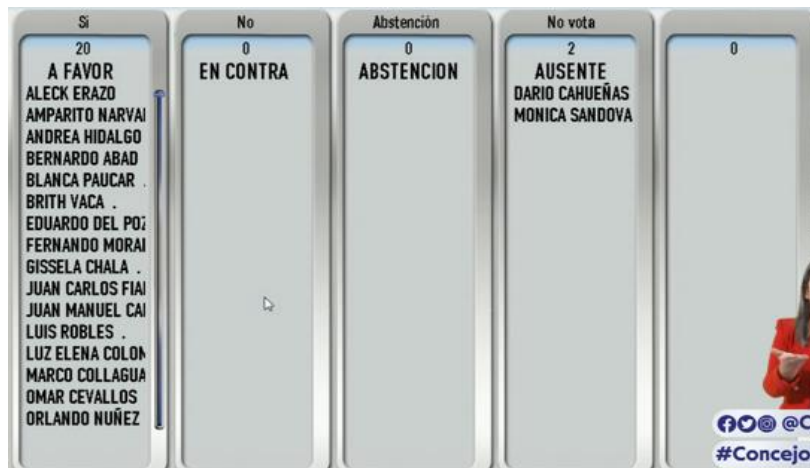 Si
20
A FAVOR
ALECK ERAZO
AMPARITO NARVAI
ANDREA HIDALGO
BERNARDO ABAD
BLANCA PAUCAR .
BRITH VACA .
EDUARDO DEL POZ
FERNANDO MORAI
GISSELA CHALA .
JUAN CARLOS FIAI
JUAN MANUEL CAI
LUIS ROBLES .
LUZ ELENA COLON
MARCO COLLAGUA
OMAR CEVALLOS
ORLANDO NUÑEZ
No
0
EN CONTRA
Abstención
0
ABSTENCION
No vota
2
AUSENTE
DARIO CAHUEÑAS
MONICA SANDOVA
0
@C
#Concejo